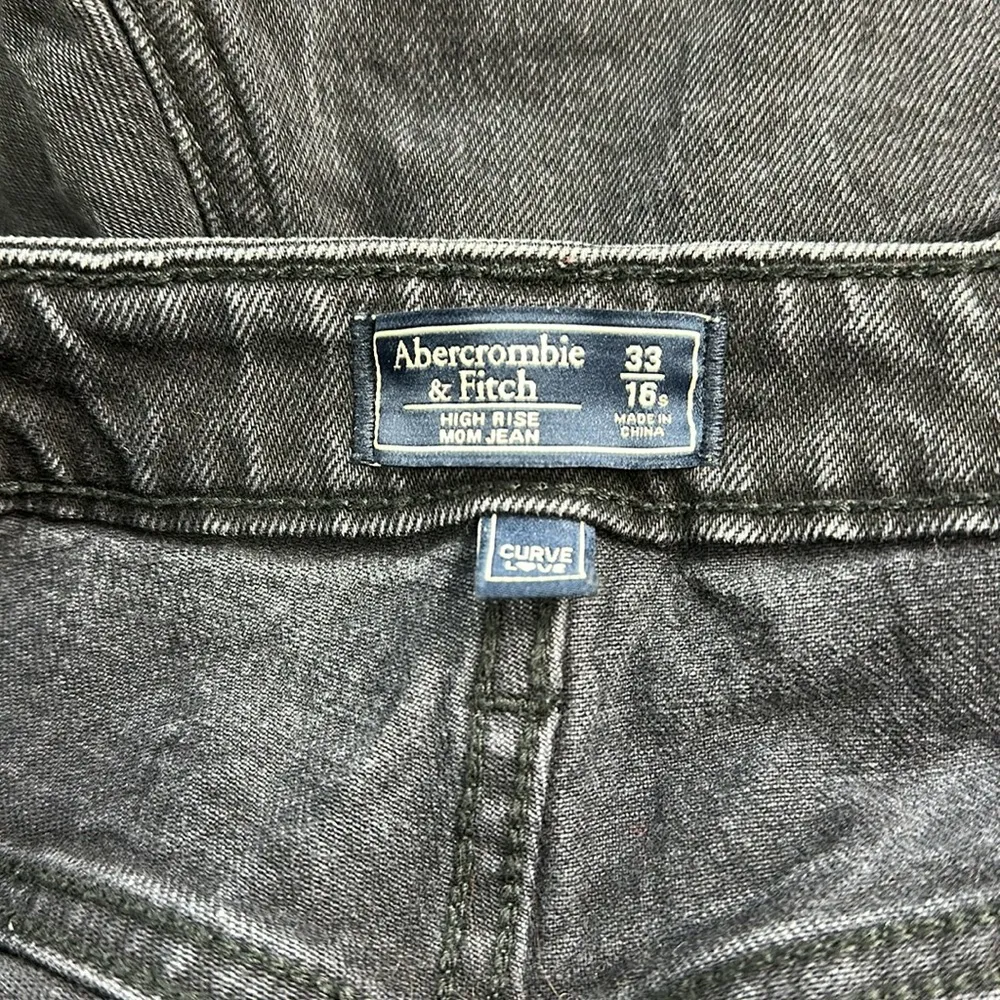 Abercrombie
& Fitch
HIGH RISE
MOM JEAN
33
16s
MADE IN
CHINA
CURVE
LOVE